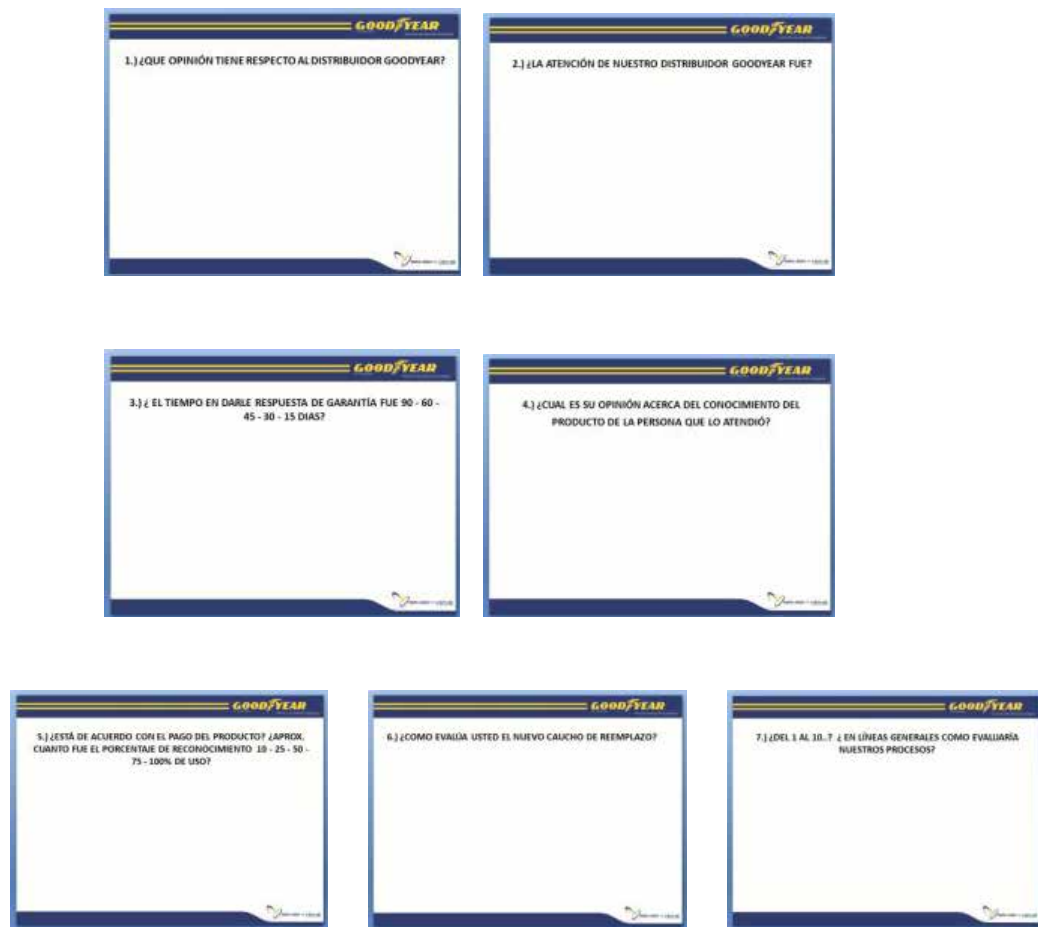 GOODYEAR
1.) ¿QUE OPINIÓN TIENE RESPECTO AL DISTRIBUIDOR GOODYEAR?
GOODYEAR
2.) ¿LA ATENCIÓN DE NUESTRO DISTRIBUIDOR GOODYEAR FUE?
GOODYEAR
3.) ¿ EL TIEMPO EN DARLE RESPUESTA DE GARANTÍA FUE 90 - 60 -
45 - 30 - 15 DIAS?
GOODYEAR
4.) ¿CUAL ES SU OPINIÓN ACERCA DEL CONOCIMIENTO DEL
PRODUCTO DE LA PERSONA QUE LO ATENDIÓ?
GOODYEAR
5.) ¿ESTÁ DE ACUERDO CON EL PAGO DEL PRODUCTO? ¿APROX.
CUANTO FUE EL PORCENTAJE DE RECONOCIMIENTO 10 - 25 - 50 -
75 - 100% DE USO?
GOODYEAR
6.) ¿COMO EVALÚA USTED EL NUEVO CAUCHO DE REEMPLAZO?
GOODYEAR
7.) ¿DEL 1 AL 10..? ¿ EN LÍNEAS GENERALES COMO EVALUARÍA
NUESTROS PROCESOS?